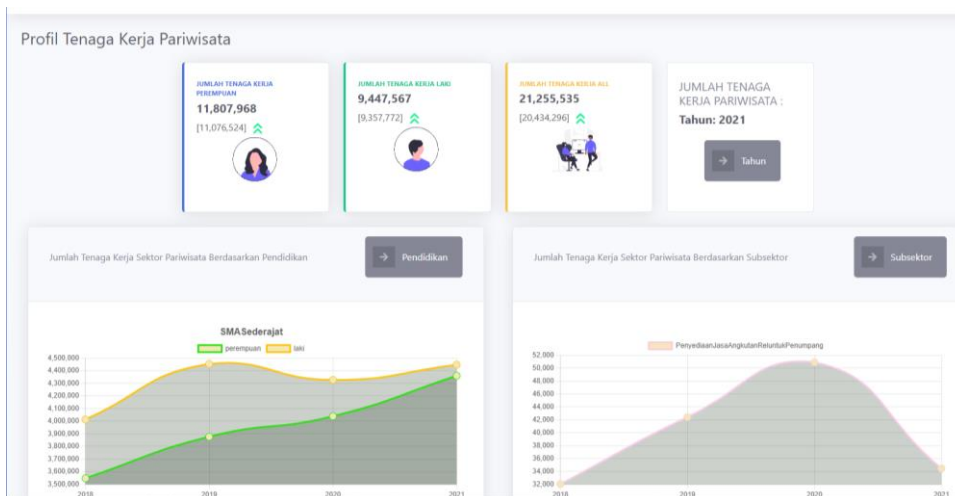 Profil Tenaga Kerja Pariwisata
JUMLAH TENAGA KERJA
PEREMPUAN
11,807,968
[11,076,524]
JUMLAH TENAGA KERJA LAKI
9,447,567
[9,357,772]
JUMLAH TENAGA KERJA ALL
21,255,535
[20,434,296]
JUMLAH TENAGA
KERJA PARIWISATA :
Tahun: 2021
Tahun
Jumlah Tenaga Kerja Sektor Pariwisata Berdasarkan Pendidikan
Pendidikan
SMASederajat
perempuan laki
4,500,000
4,400,000
4,300,000
4,200,000
4,100,000
4,000,000
3,900,000
3,800,000
3,700,000
3,600,000
3,500,000
2018 2019 2020 2021
Jumlah Tenaga Kerja Sektor Pariwisata Berdasarkan Subsektor
Subsektor
PenyediaanJasaAngkutanReluntukPenumpang
52,000
50,000
48,000
46,000
44,000
42,000
40,000
38,000
36,000
34,000
32,000
2018 2019 2020 2021